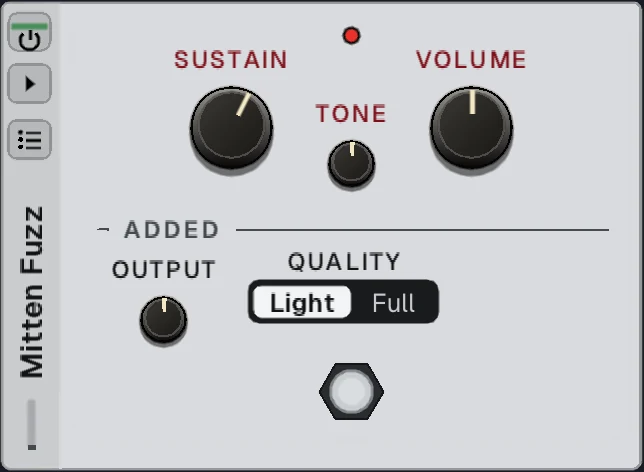 SUSTAIN
VOLUME
TONE
ADDED
OUTPUT
QUALITY
Light
Full
Mitten Fuzz